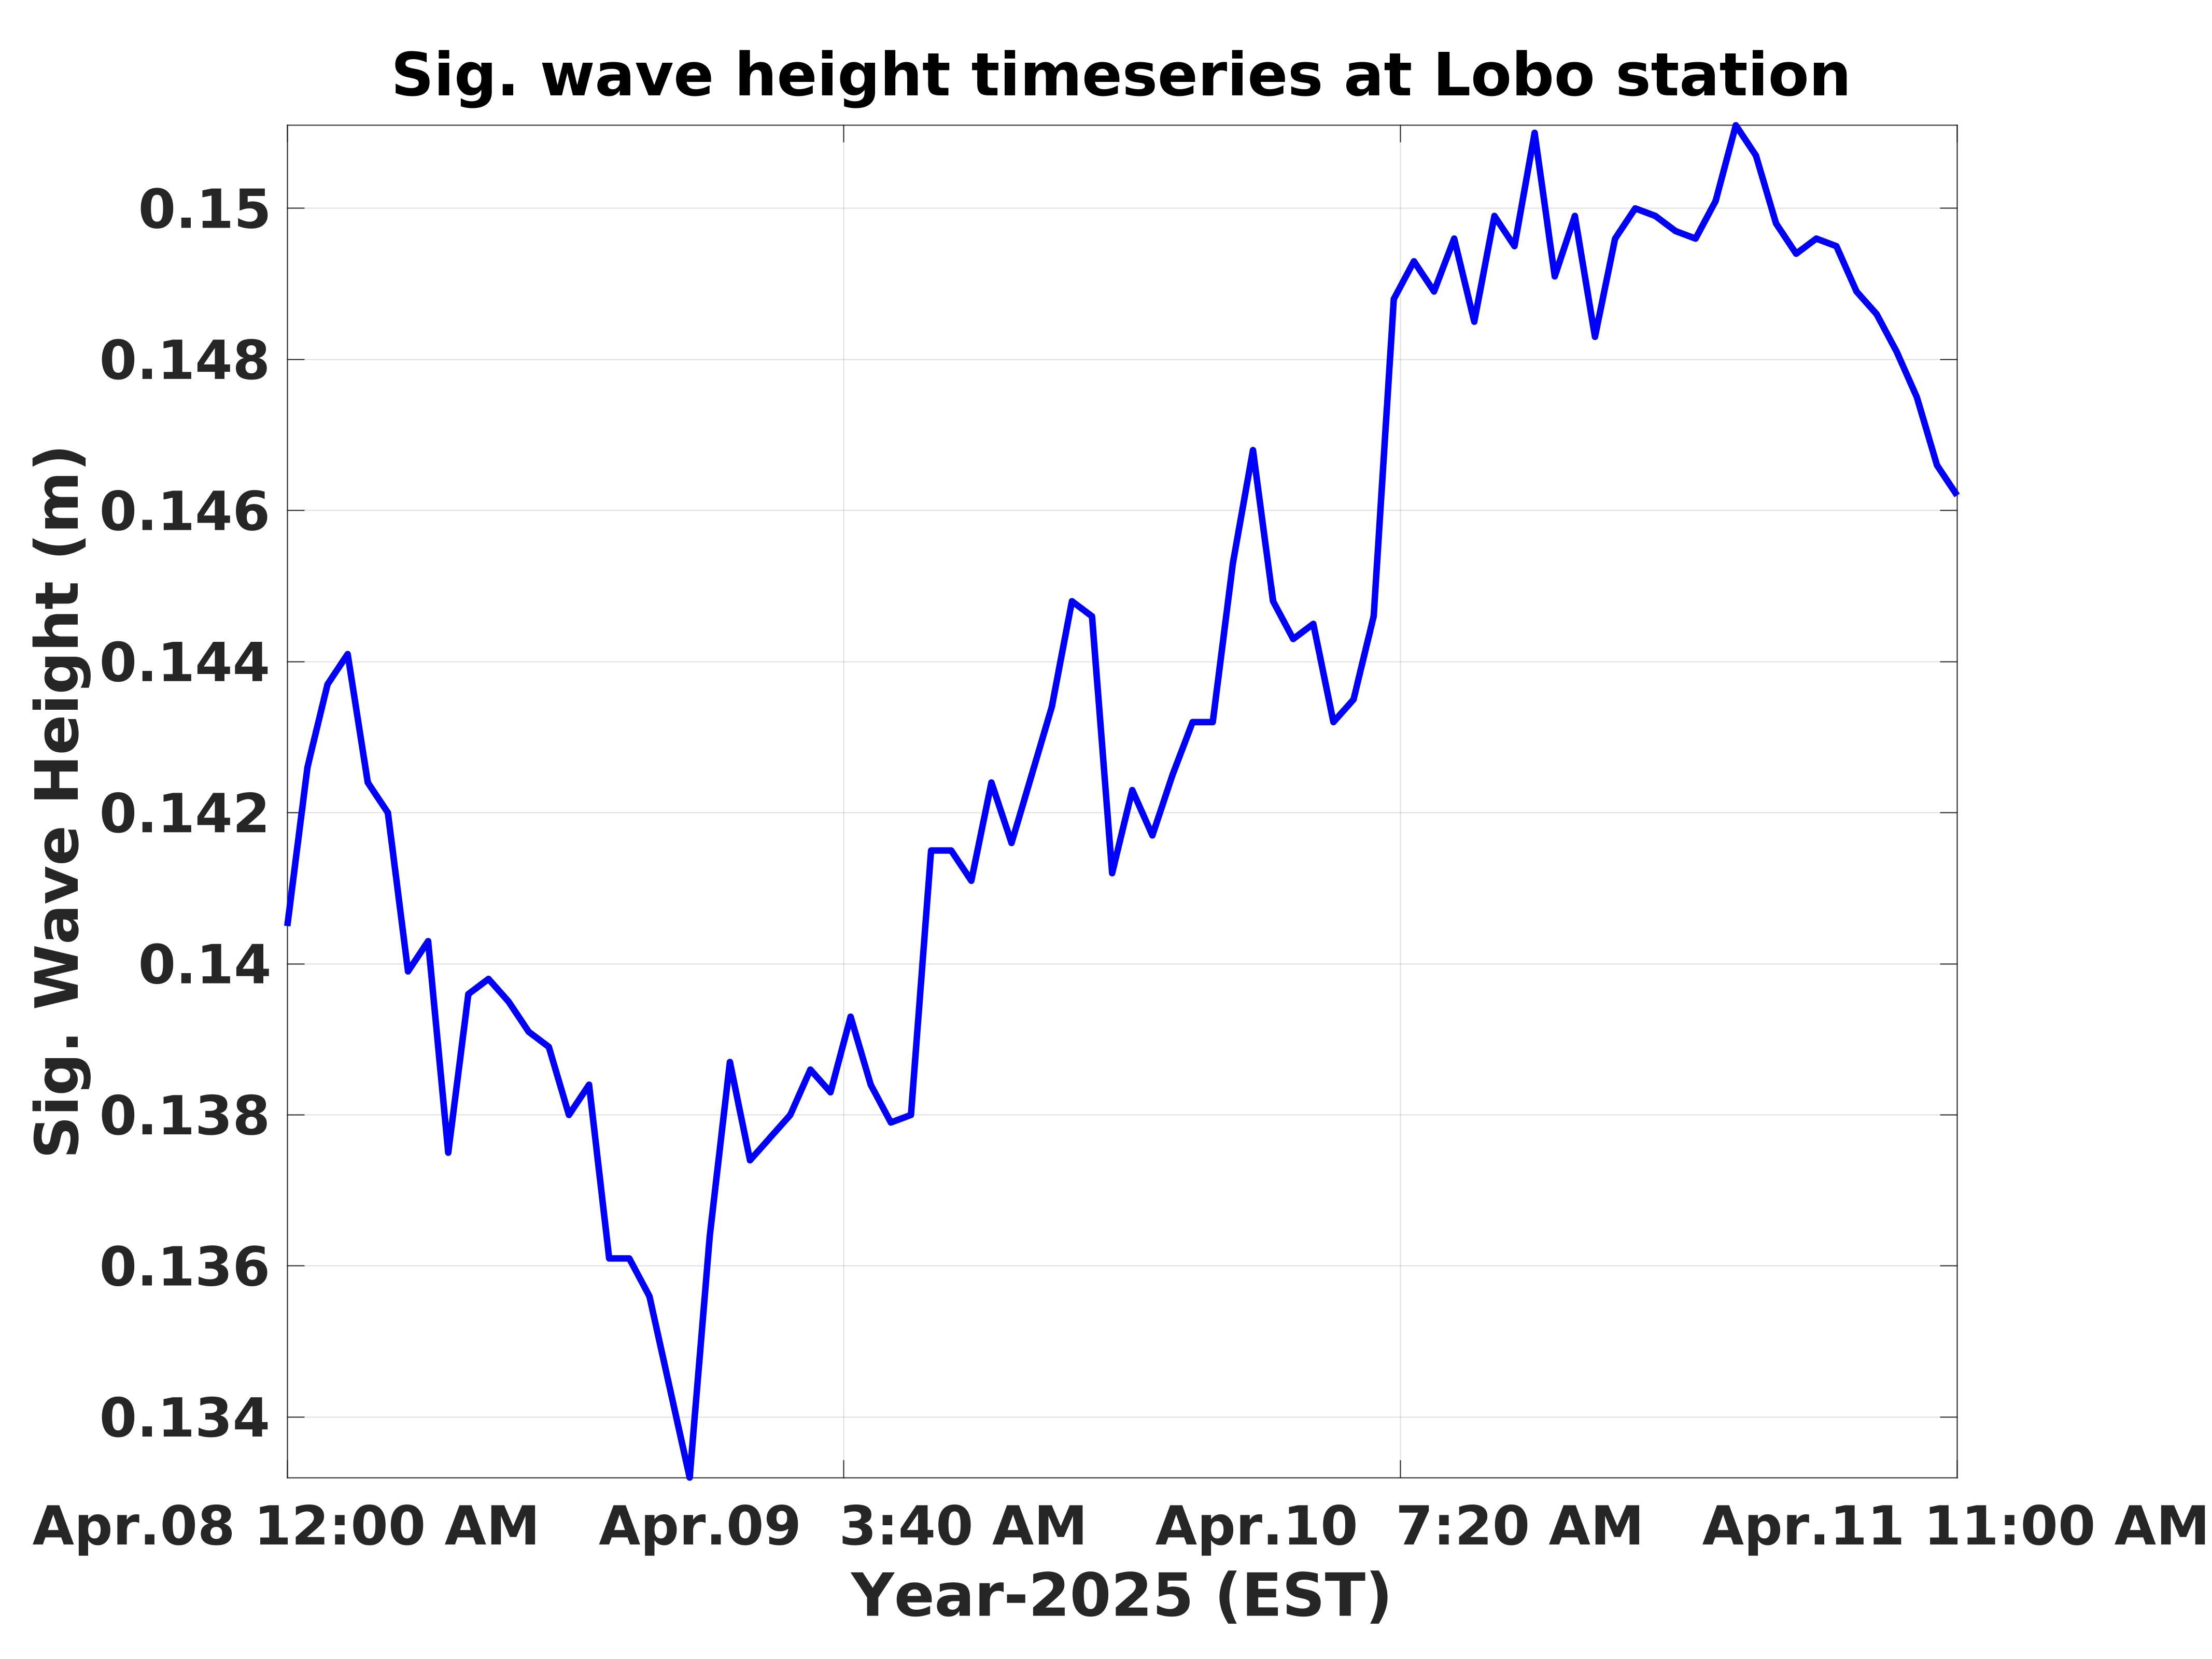 Sig. wave height timeseries at Lobo station
0.15
0.148
0.146
0.144
0.142
0.14
0.138
0.136
0.134
Sig. Wave Height (m)
Apr.08 12:00 AM Apr.09 3:40 AM Apr.10 7:20 AM Apr.11 11:00 AM
Year-2025 (EST)